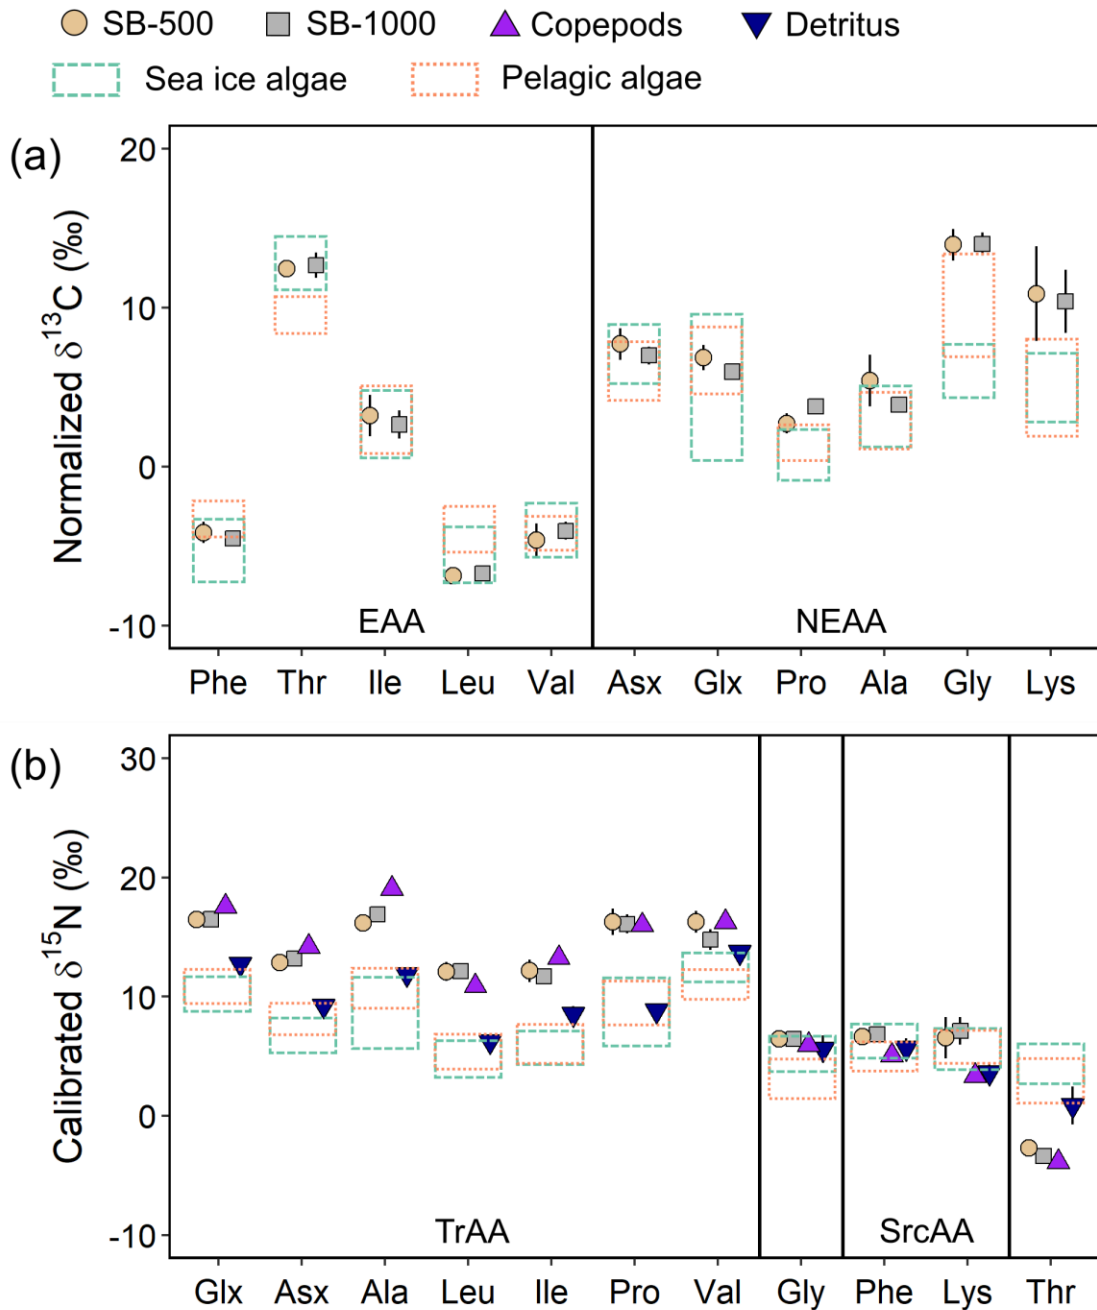 SB-500 SB-1000 Copepods Detritus
Sea ice algae Pelagic algae
(a)
Normalized δ¹³C (‰)
20
10
0
-10
EAA NEAA
Phe Thr Ile Leu Val Asx Glx Pro Ala Gly Lys
(b)
Calibrated δ¹⁵N (‰)
30
20
10
0
-10
TrAA SrcAA
Glx Asx Ala Leu Ile Pro Val Gly Phe Lys Thr